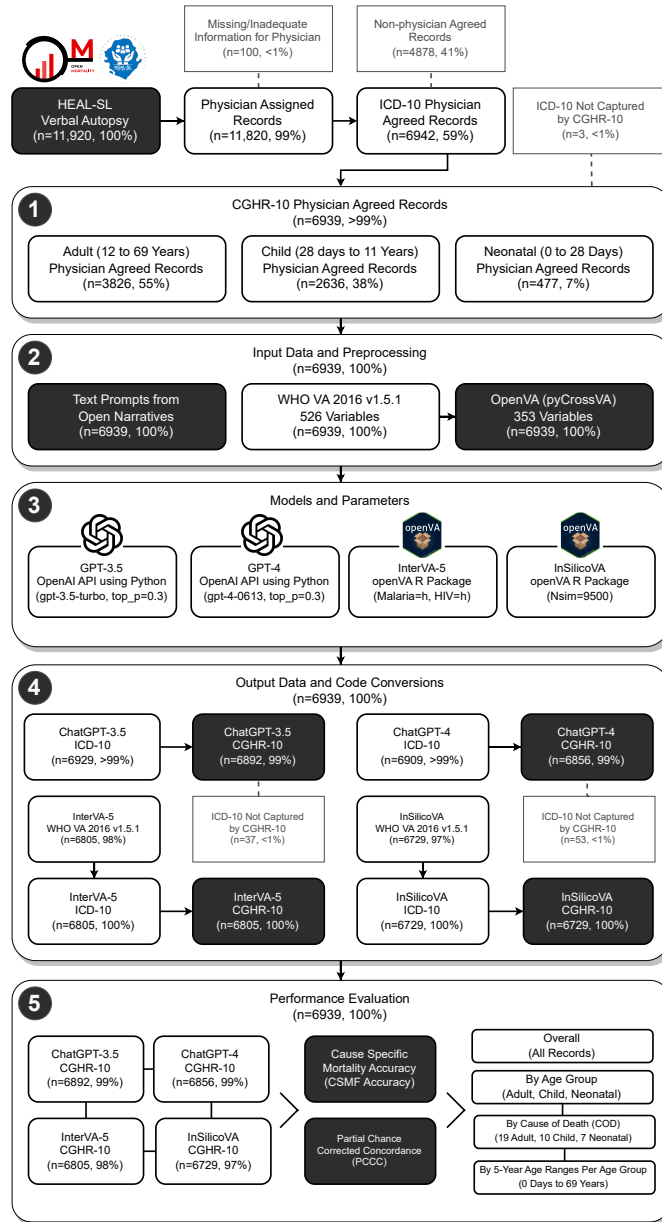 Missing/Inadequate
Information for Physician
(n=100, <1%)
Non-physician Agreed
Records
(n=4878, 41%)
OM
OPEN
MORTALITY
HEAL-SL
HEAL-SL
Verbal Autopsy
(n=11,920, 100%)
Physician Assigned
Records
(n=11,820, 99%)
ICD-10 Physician
Agreed Records
(n=6942, 59%)
ICD-10 Not Captured
by CGHR-10
(n=3, <1%)
1
CGHR-10 Physician Agreed Records
(n=6939, >99%)
Adult (12 to 69 Years)
Physician Agreed Records
(n=3826, 55%)
Child (28 days to 11 Years)
Physician Agreed Records
(n=2636, 38%)
Neonatal (0 to 28 Days)
Physician Agreed Records
(n=477, 7%)
2
Input Data and Preprocessing
(n=6939, 100%)
Text Prompts from
Open Narratives
(n=6939, 100%)
WHO VA 2016 v1.5.1
526 Variables
(n=6939, 100%)
OpenVA (pyCrossVA)
353 Variables
(n=6939, 100%)
3
Models and Parameters
GPT-3.5
OpenAI API using Python
(gpt-3.5-turbo, top_p=0.3)
GPT-4
OpenAI API using Python
(gpt-4-0613, top_p=0.3)
openVA
InterVA-5
openVA R Package
(Malaria=h, HIV=h)
openVA
InSilicoVA
openVA R Package
(Nsim=9500)
4
Output Data and Code Conversions
(n=6939, 100%)
ChatGPT-3.5
ICD-10
(n=6929, >99%)
ChatGPT-3.5
CGHR-10
(n=6892, 99%)
ChatGPT-4
ICD-10
(n=6909, >99%)
ChatGPT-4
CGHR-10
(n=6856, 99%)
InterVA-5
WHO VA 2016 v1.5.1
(n=6805, 98%)
ICD-10 Not Captured
by CGHR-10
(n=37, <1%)
InSilicoVA
WHO VA 2016 v1.5.1
(n=6729, 97%)
ICD-10 Not Captured
by CGHR-10
(n=53, <1%)
InterVA-5
ICD-10
(n=6805, 100%)
InterVA-5
CGHR-10
(n=6805, 100%)
InSilicoVA
ICD-10
(n=6729, 100%)
InSilicoVA
CGHR-10
(n=6729, 100%)
5
Performance Evaluation
(n=6939, 100%)
ChatGPT-3.5
CGHR-10
(n=6892, 99%)
ChatGPT-4
CGHR-10
(n=6856, 99%)
InterVA-5
CGHR-10
(n=6805, 98%)
InSilicoVA
CGHR-10
(n=6729, 97%)
Cause Specific
Mortality Accuracy
(CSMF Accuracy)
Partial Chance
Corrected Concordance
(PCCC)
Overall
(All Records)
By Age Group
(Adult, Child, Neonatal)
By Cause of Death (COD)
(19 Adult, 10 Child, 7 Neonatal)
By 5-Year Age Ranges Per Age Group
(0 Days to 69 Years)